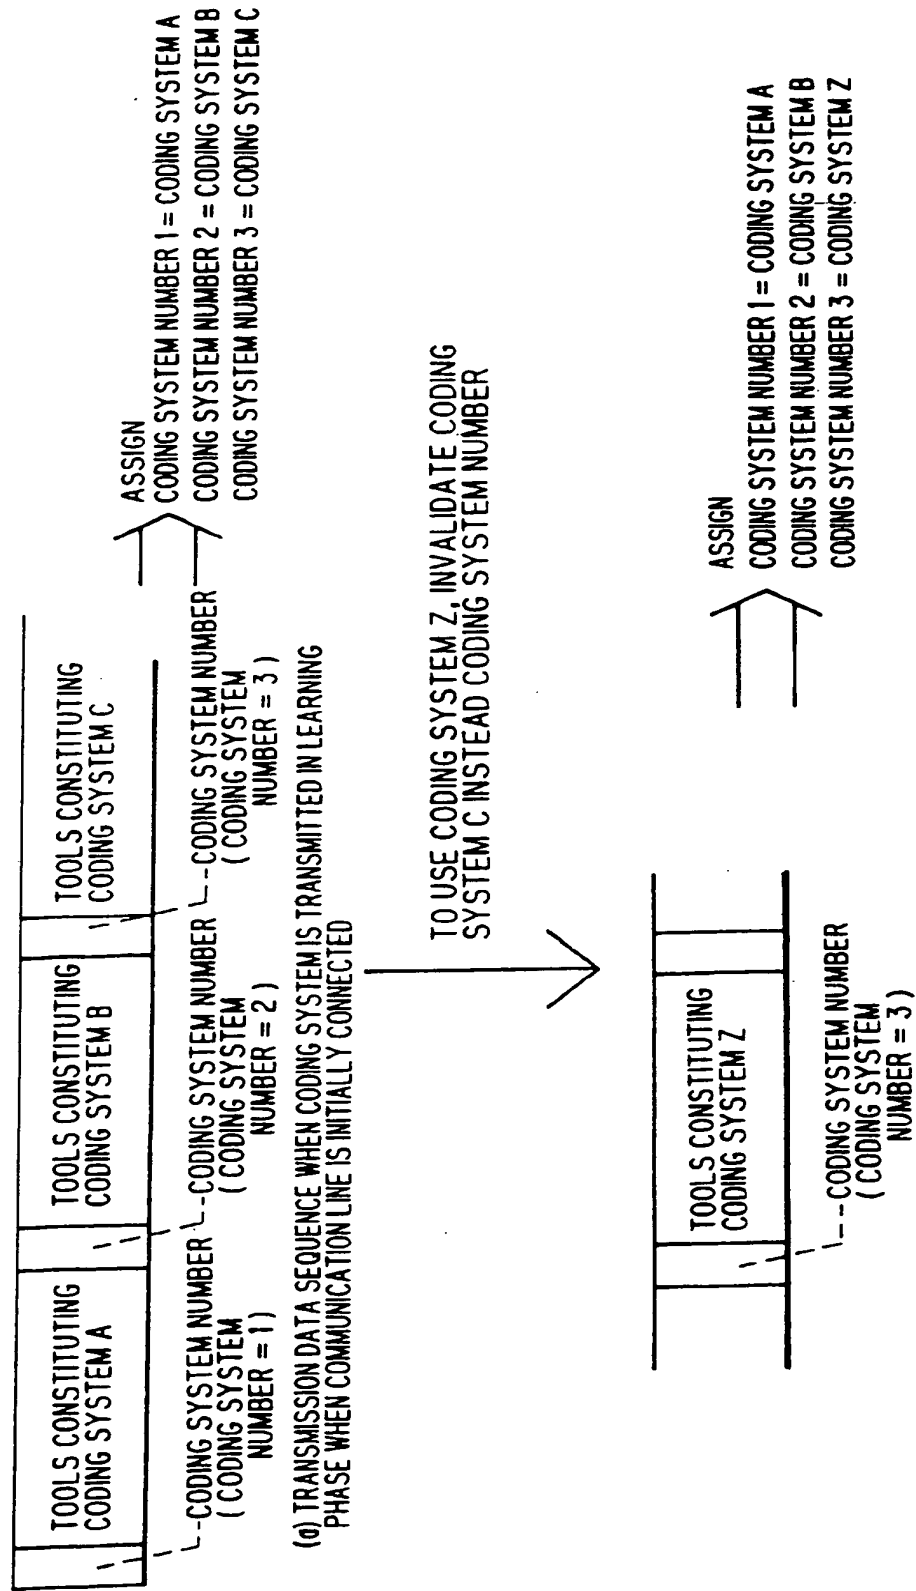 TOOLS CONSTITUTING
CODING SYSTEM A
TOOLS CONSTITUTING
CODING SYSTEM B
TOOLS CONSTITUTING
CODING SYSTEM C
CODING SYSTEM NUMBER
( CODING SYSTEM
NUMBER = 1 )
CODING SYSTEM NUMBER
( CODING SYSTEM
NUMBER = 2 )
CODING SYSTEM NUMBER
( CODING SYSTEM
NUMBER = 3 )
ASSIGN
CODING SYSTEM NUMBER 1 = CODING SYSTEM A
CODING SYSTEM NUMBER 2 = CODING SYSTEM B
CODING SYSTEM NUMBER 3 = CODING SYSTEM C
(a) TRANSMISSION DATA SEQUENCE WHEN CODING SYSTEM IS TRANSMITTED IN LEARNING
PHASE WHEN COMMUNICATION LINE IS INITIALLY CONNECTED
TO USE CODING SYSTEM Z, INVALIDATE CODING
SYSTEM C INSTEAD CODING SYSTEM NUMBER
TOOLS CONSTITUTING
CODING SYSTEM Z
CODING SYSTEM NUMBER
( CODING SYSTEM
NUMBER = 3 )
ASSIGN
CODING SYSTEM NUMBER 1 = CODING SYSTEM A
CODING SYSTEM NUMBER 2 = CODING SYSTEM B
CODING SYSTEM NUMBER 3 = CODING SYSTEM Z